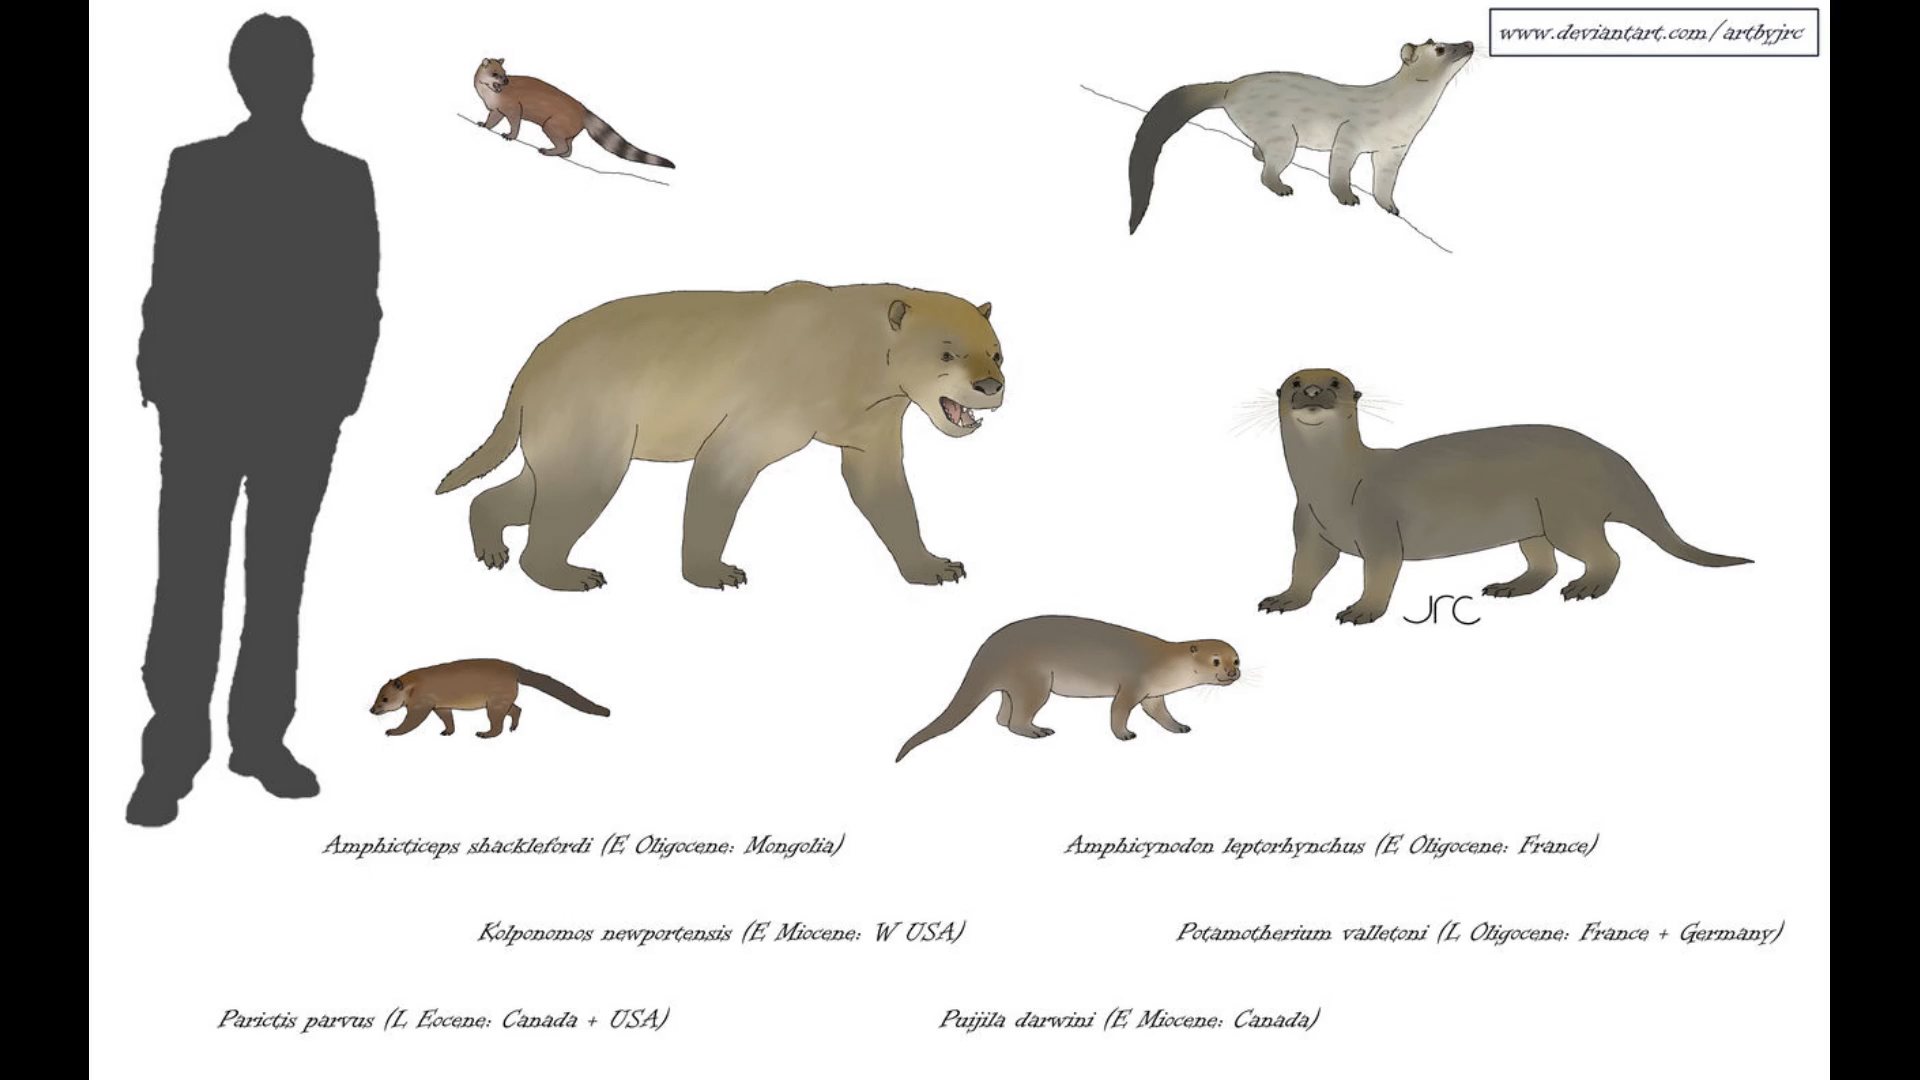 www.deviantart.com/artbyjrc
jrc
Amphicticeps shacklefordi (E Oligocene: Mongolia)
Amphicynodon leptorhynchus (E Oligocene: France)
Kolponomos newportensis (E Miocene: W USA)
Potamotherium valletoni (L Oligocene: France + Germany)
Parictis parvus (L Eocene: Canada + USA)
Puijila darwini (E Miocene: Canada)